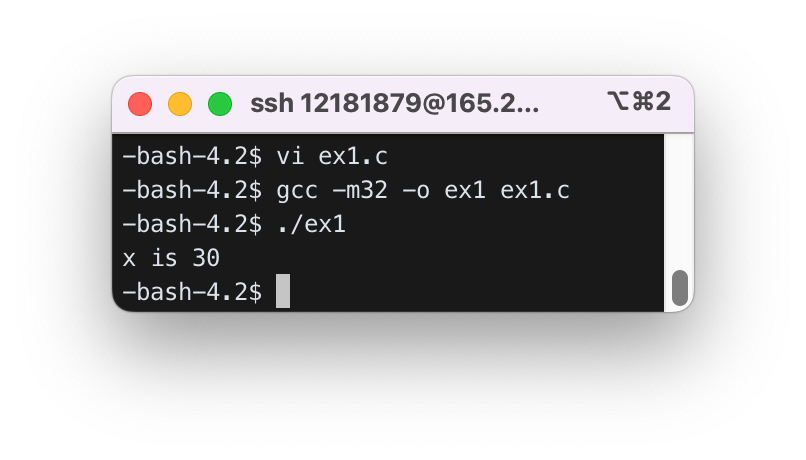 ssh 12181879@165.2... ⌥⌘2
-bash-4.2$ vi ex1.c
-bash-4.2$ gcc -m32 -o ex1 ex1.c
-bash-4.2$ ./ex1
x is 30
-bash-4.2$